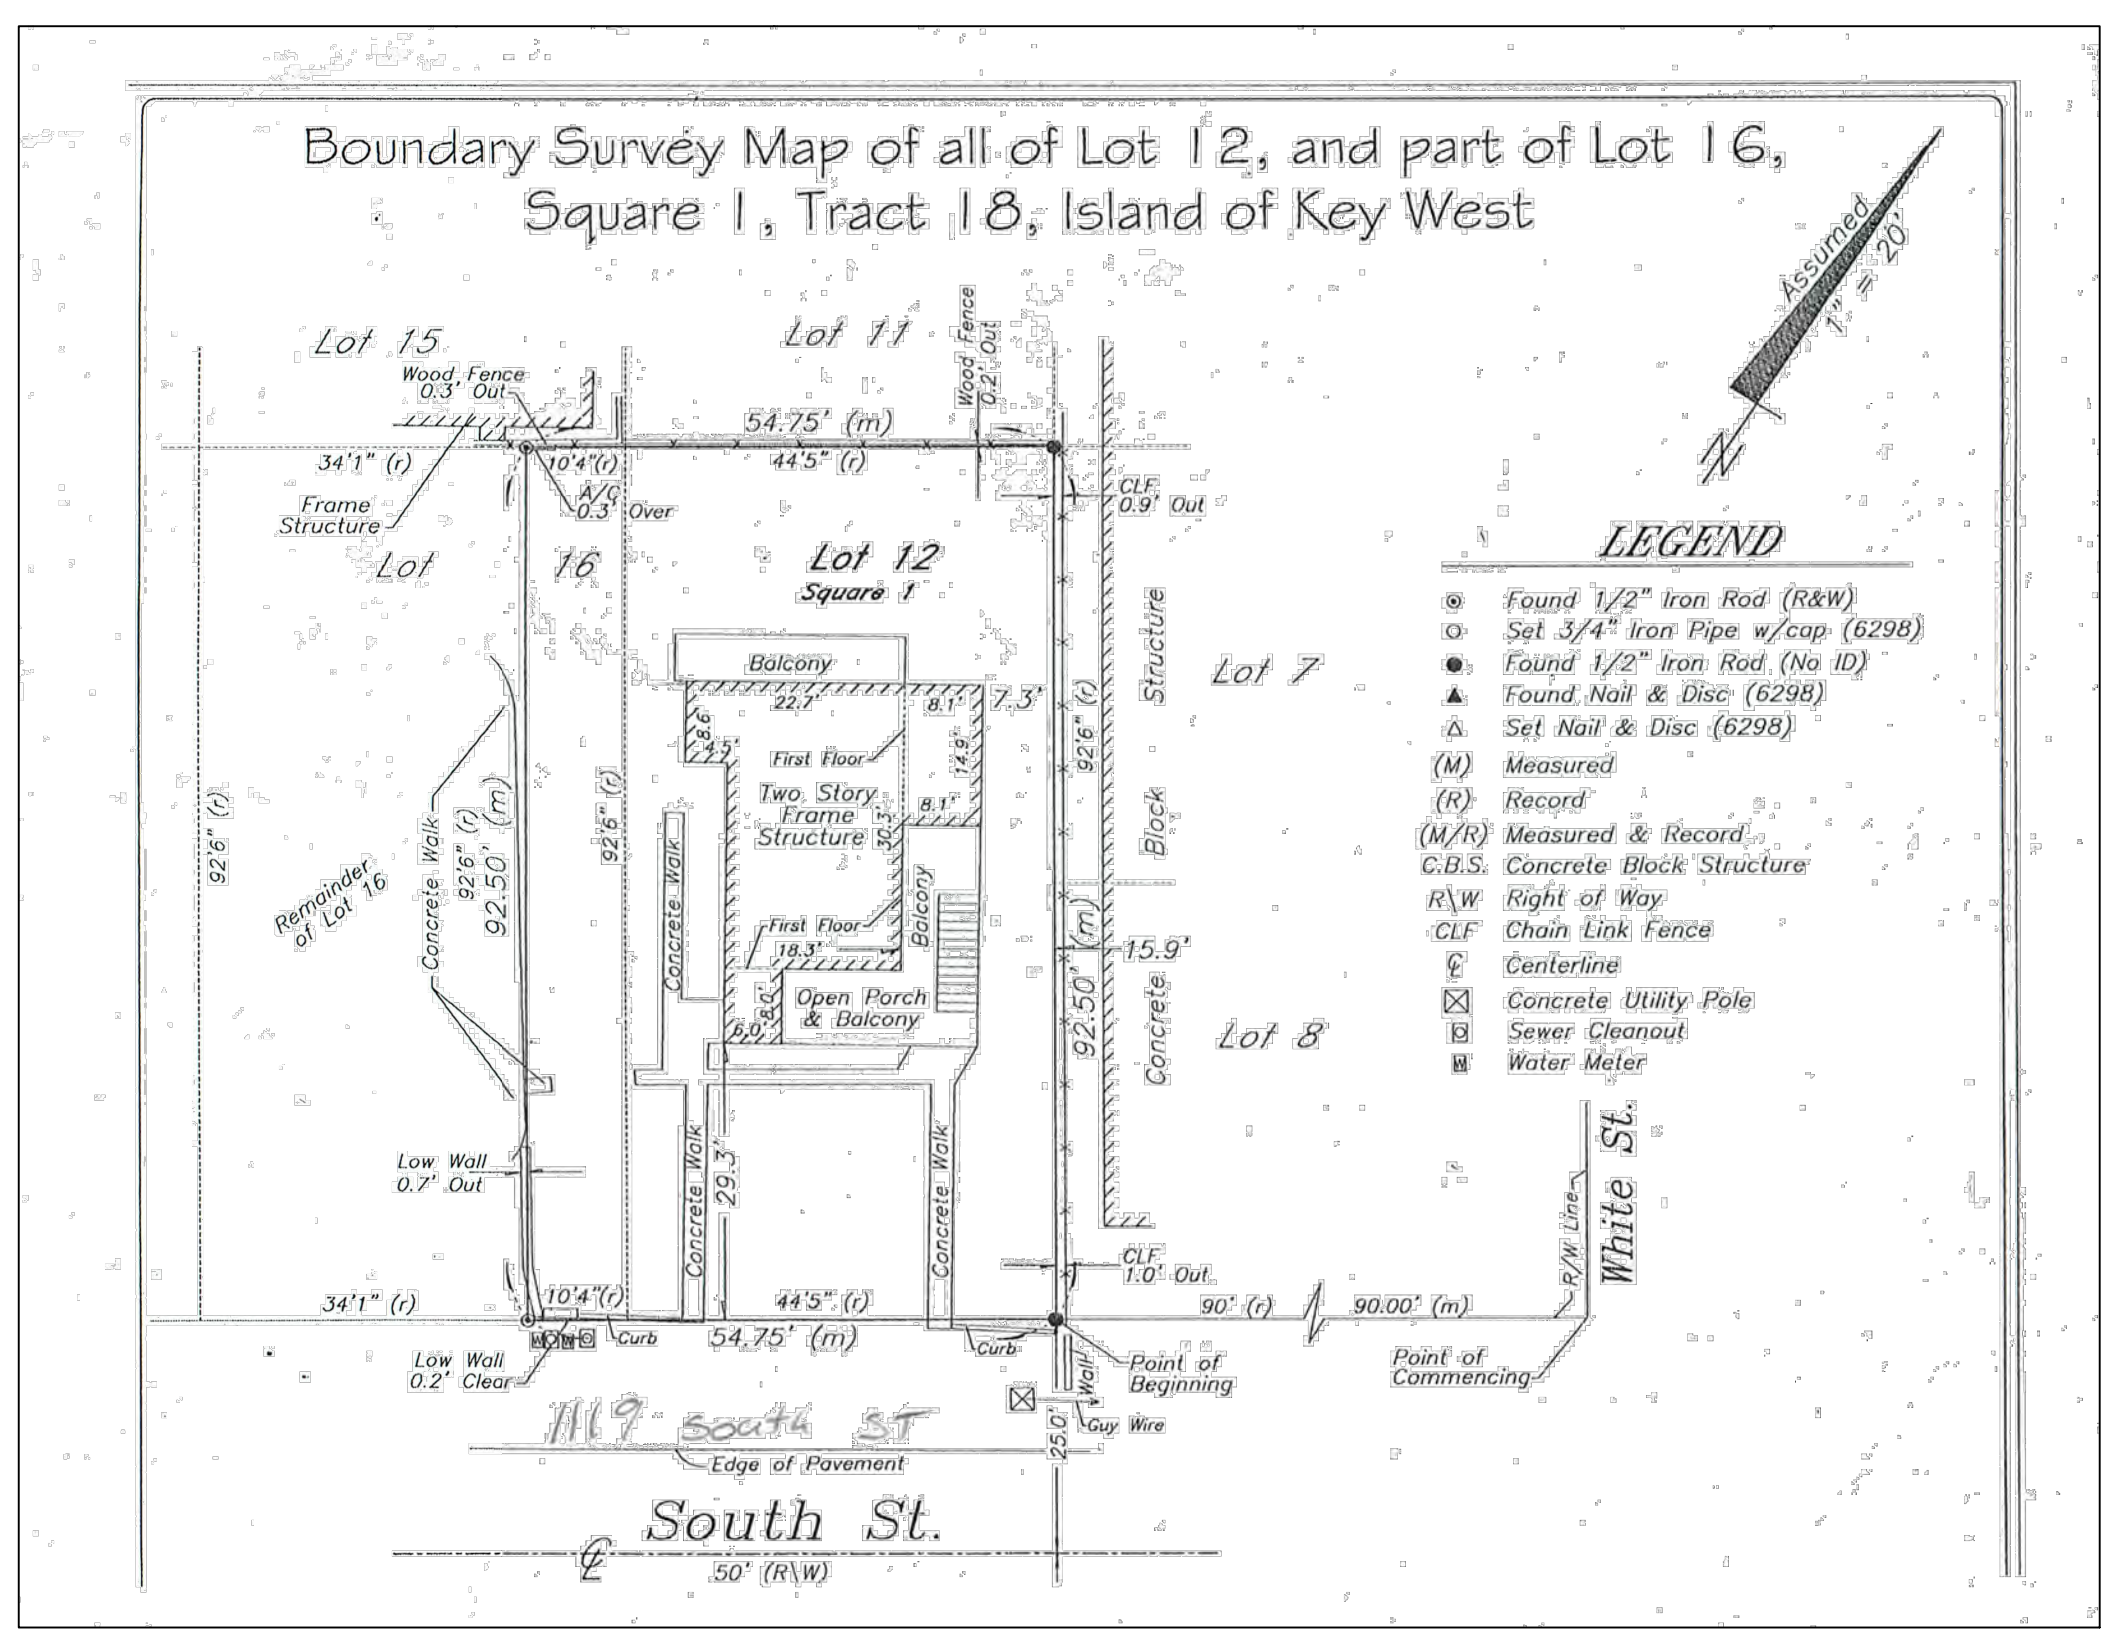 Boundary Survey Map of all of Lot 12, and part of Lot 16,
Square 1, Tract 18, Island of Key West
Assumed
1" = 20'
Lot 15
Lot 11
Wood Fence
0.2' Out
Wood Fence
0.3' Out
54.75' (m)
34'1" (r)
10'4"(r)
44'5" (r)
CLF
0.9' Out
A/C
0.3' Over
Frame
Structure
Lot 16
Lot 12
Square 1
LEGEND
Found 1/2" Iron Rod (R&W)
Set 3/4" Iron Pipe w/cap (6298)
Found 1/2" Iron Rod (No ID)
Found Nail & Disc (6298)
Set Nail & Disc (6298)
(M) Measured
(R) Record
(M/R) Measured & Record
C.B.S. Concrete Block Structure
R\W Right of Way
CLF Chain Link Fence
℄ Centerline
Concrete Utility Pole
Sewer Cleanout
W Water Meter
Balcony
22.7'
8.1'
7.3'
8.6'
4.5'
14.9'
First Floor
Two Story
Frame
Structure
30.3'
8.1'
92'6" (r)
92'6" (r)
92'6" (r)
92.50' (m)
92'6" (r)
92.50' (m)
Concrete Walk
Remainder
of Lot 16
Concrete Walk
Balcony
First Floor
18.3'
Open Porch
& Balcony
6.0'
8.0'
15.9'
Concrete Block Structure
Lot 7
Lot 8
Low Wall
0.7' Out
Concrete Walk
29.3'
Concrete Walk
CLF
1.0' Out
R/W Line
White St.
34'1" (r)
10'4"(r)
44'5" (r)
90' (r)
90.00' (m)
W
W
Curb
54.75' (m)
Curb
Low Wall
0.2' Clear
Wall
Point of
Beginning
Point of
Commencing
Guy Wire
25.0'
1119 South ST
Edge of Pavement
South St.
℄
50' (R\W)